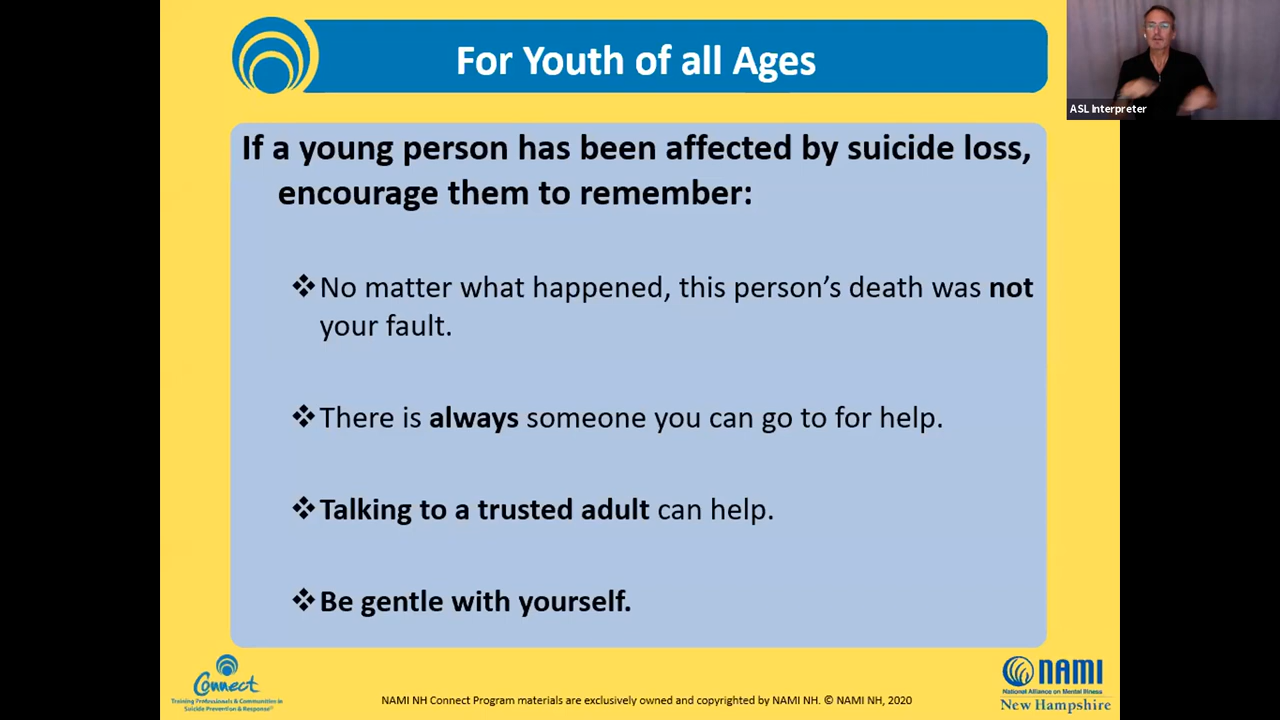 For Youth of all Ages
ASL Interpreter
If a young person has been affected by suicide loss,
encourage them to remember:
❖No matter what happened, this person's death was not
your fault.
❖There is always someone you can go to for help.
❖Talking to a trusted adult can help.
❖Be gentle with yourself.
Connect
Training Professionals & Communities in
Suicide Prevention & Response®
NAMI NH Connect Program materials are exclusively owned and copyrighted by NAMI NH. © NAMI NH, 2020
NAMI
National Alliance on Mental Illness
New Hampshire